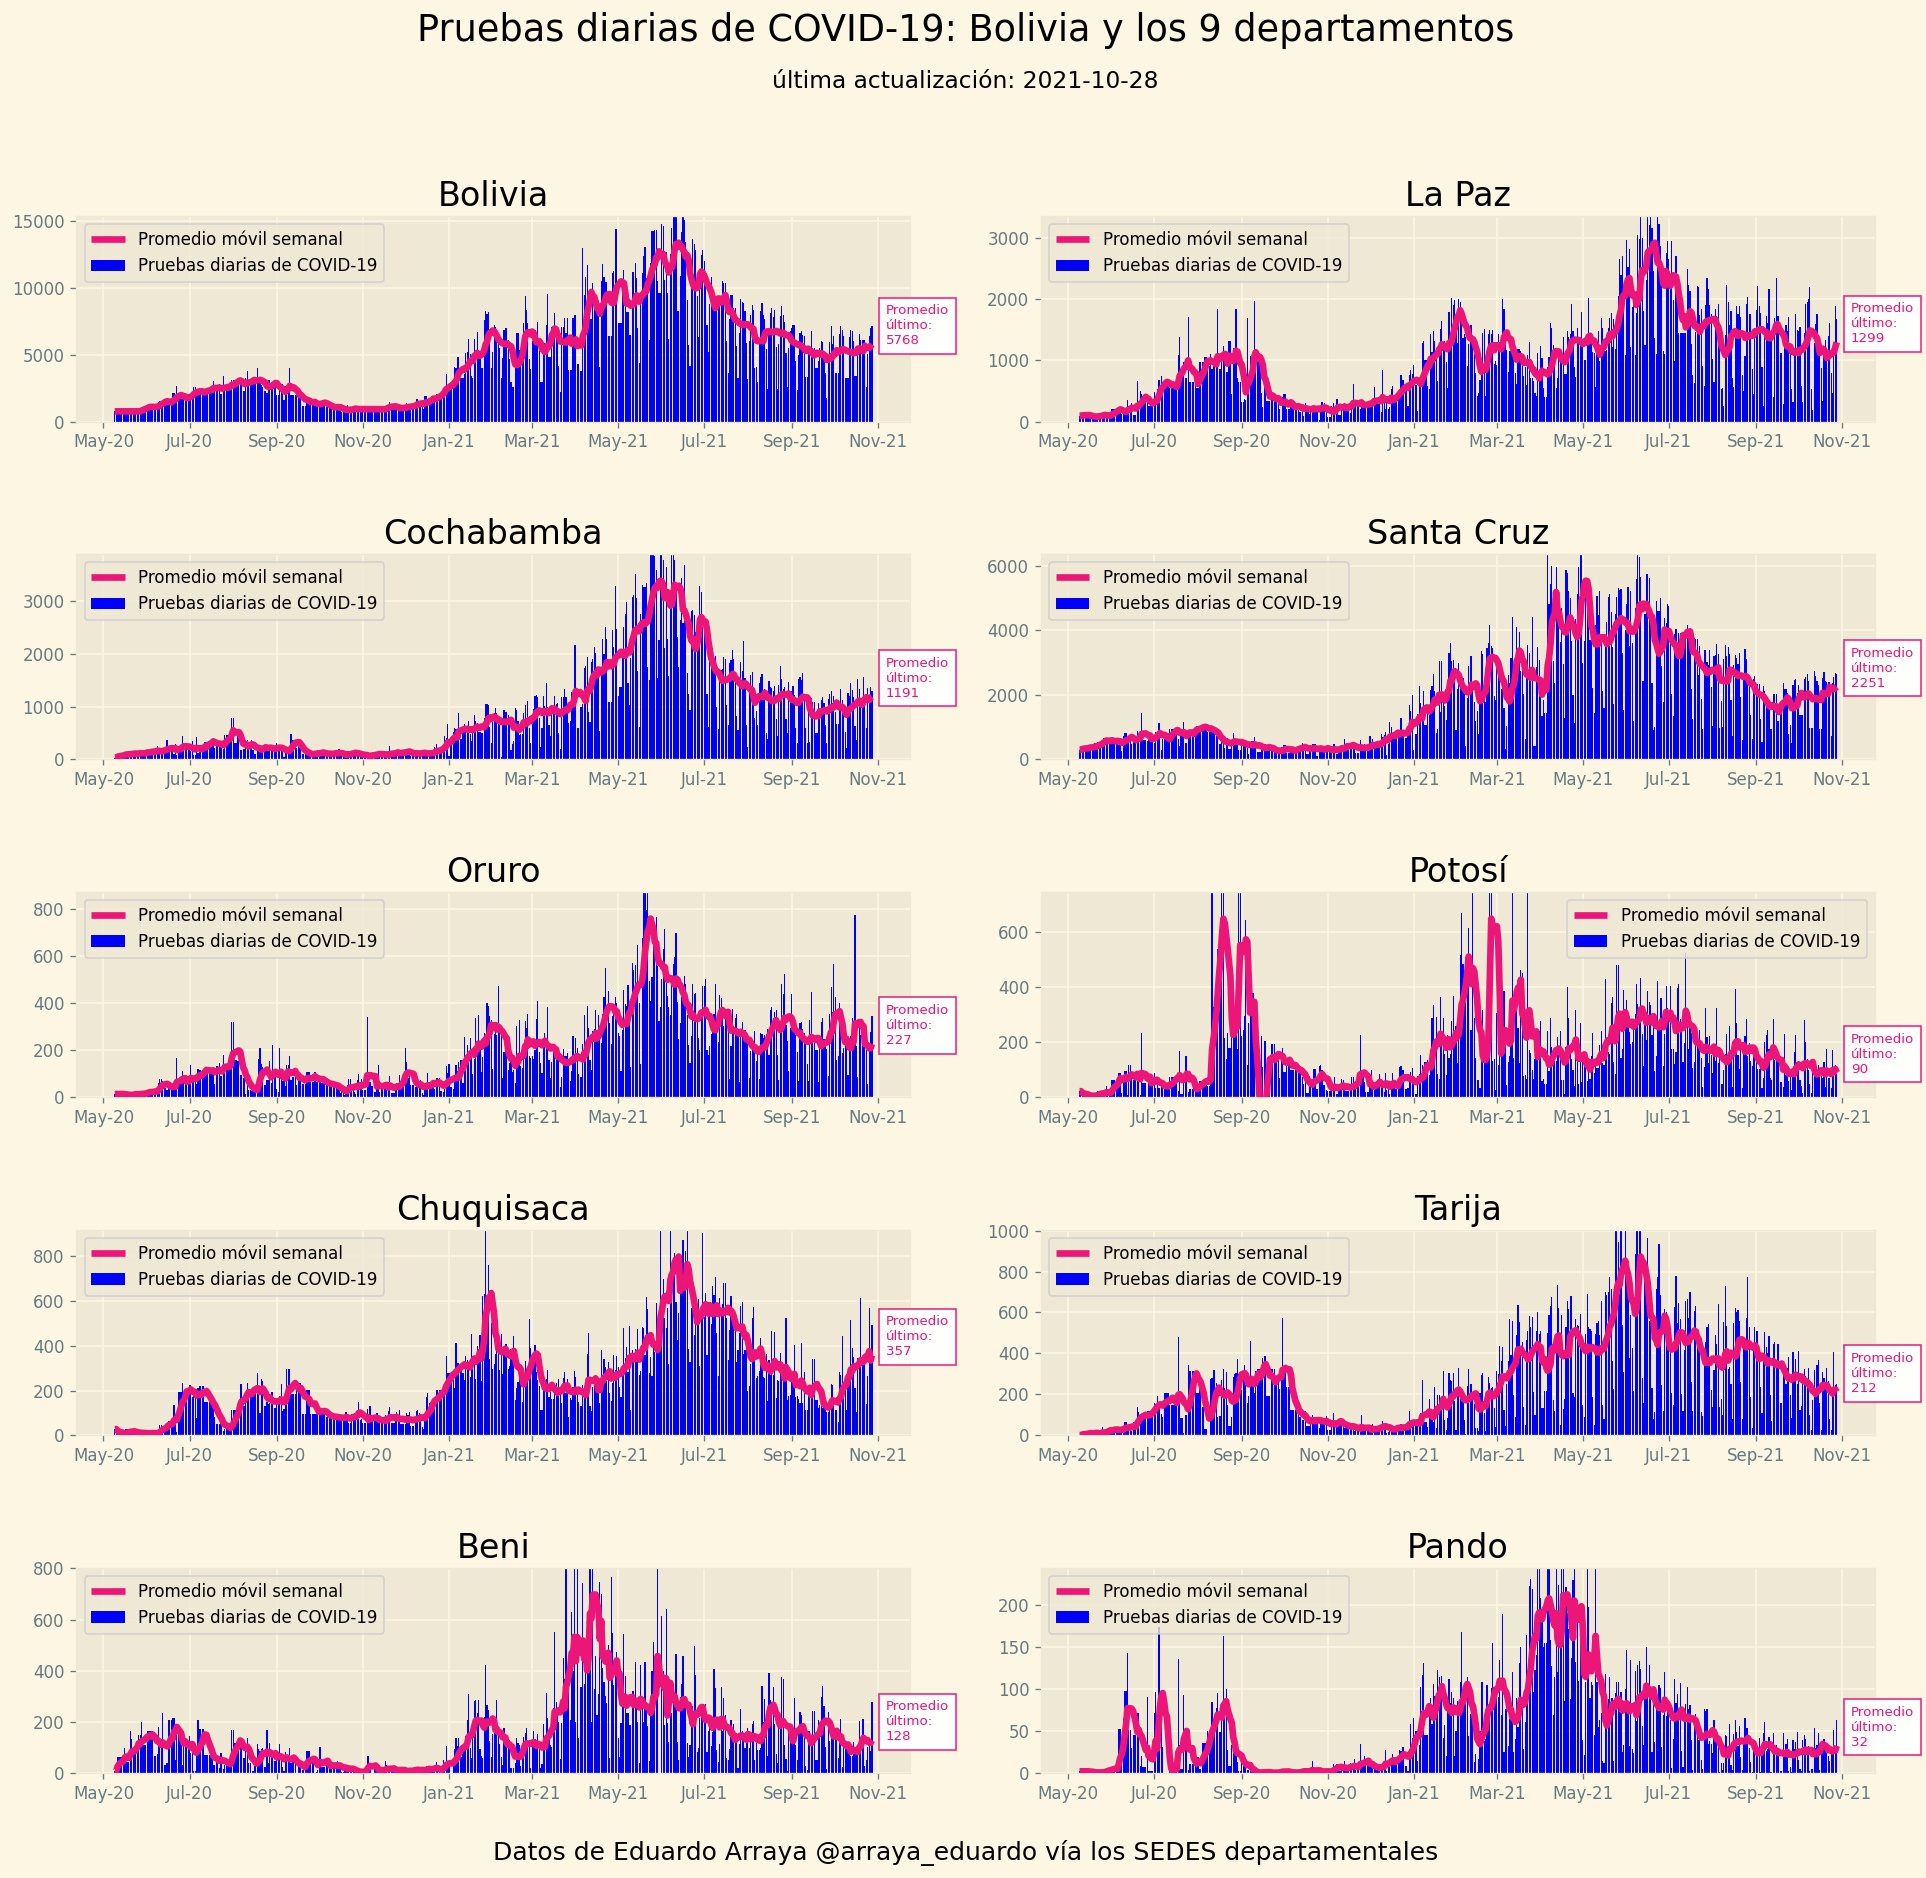 Pruebas diarias de COVID-19: Bolivia y los 9 departamentos
última actualización: 2021-10-28
Bolivia
15000
10000
5000
0
Promedio móvil semanal
Pruebas diarias de COVID-19
Promedio
último:
5768
May-20 Jul-20 Sep-20 Nov-20 Jan-21 Mar-21 May-21 Jul-21 Sep-21 Nov-21
La Paz
3000
2000
1000
0
Promedio móvil semanal
Pruebas diarias de COVID-19
Promedio
último:
1299
May-20 Jul-20 Sep-20 Nov-20 Jan-21 Mar-21 May-21 Jul-21 Sep-21 Nov-21
Cochabamba
3000
2000
1000
0
Promedio móvil semanal
Pruebas diarias de COVID-19
Promedio
último:
1191
May-20 Jul-20 Sep-20 Nov-20 Jan-21 Mar-21 May-21 Jul-21 Sep-21 Nov-21
Santa Cruz
6000
4000
2000
0
Promedio móvil semanal
Pruebas diarias de COVID-19
Promedio
último:
2251
May-20 Jul-20 Sep-20 Nov-20 Jan-21 Mar-21 May-21 Jul-21 Sep-21 Nov-21
Oruro
800
600
400
200
0
Promedio móvil semanal
Pruebas diarias de COVID-19
Promedio
último:
227
May-20 Jul-20 Sep-20 Nov-20 Jan-21 Mar-21 May-21 Jul-21 Sep-21 Nov-21
Potosí
600
400
200
0
Promedio móvil semanal
Pruebas diarias de COVID-19
Promedio
último:
90
May-20 Jul-20 Sep-20 Nov-20 Jan-21 Mar-21 May-21 Jul-21 Sep-21 Nov-21
Chuquisaca
800
600
400
200
0
Promedio móvil semanal
Pruebas diarias de COVID-19
Promedio
último:
357
May-20 Jul-20 Sep-20 Nov-20 Jan-21 Mar-21 May-21 Jul-21 Sep-21 Nov-21
Tarija
1000
800
600
400
200
0
Promedio móvil semanal
Pruebas diarias de COVID-19
Promedio
último:
212
May-20 Jul-20 Sep-20 Nov-20 Jan-21 Mar-21 May-21 Jul-21 Sep-21 Nov-21
Beni
800
600
400
200
0
Promedio móvil semanal
Pruebas diarias de COVID-19
Promedio
último:
128
May-20 Jul-20 Sep-20 Nov-20 Jan-21 Mar-21 May-21 Jul-21 Sep-21 Nov-21
Pando
200
150
100
50
0
Promedio móvil semanal
Pruebas diarias de COVID-19
Promedio
último:
32
May-20 Jul-20 Sep-20 Nov-20 Jan-21 Mar-21 May-21 Jul-21 Sep-21 Nov-21
Datos de Eduardo Arraya @arraya_eduardo vía los SEDES departamentales